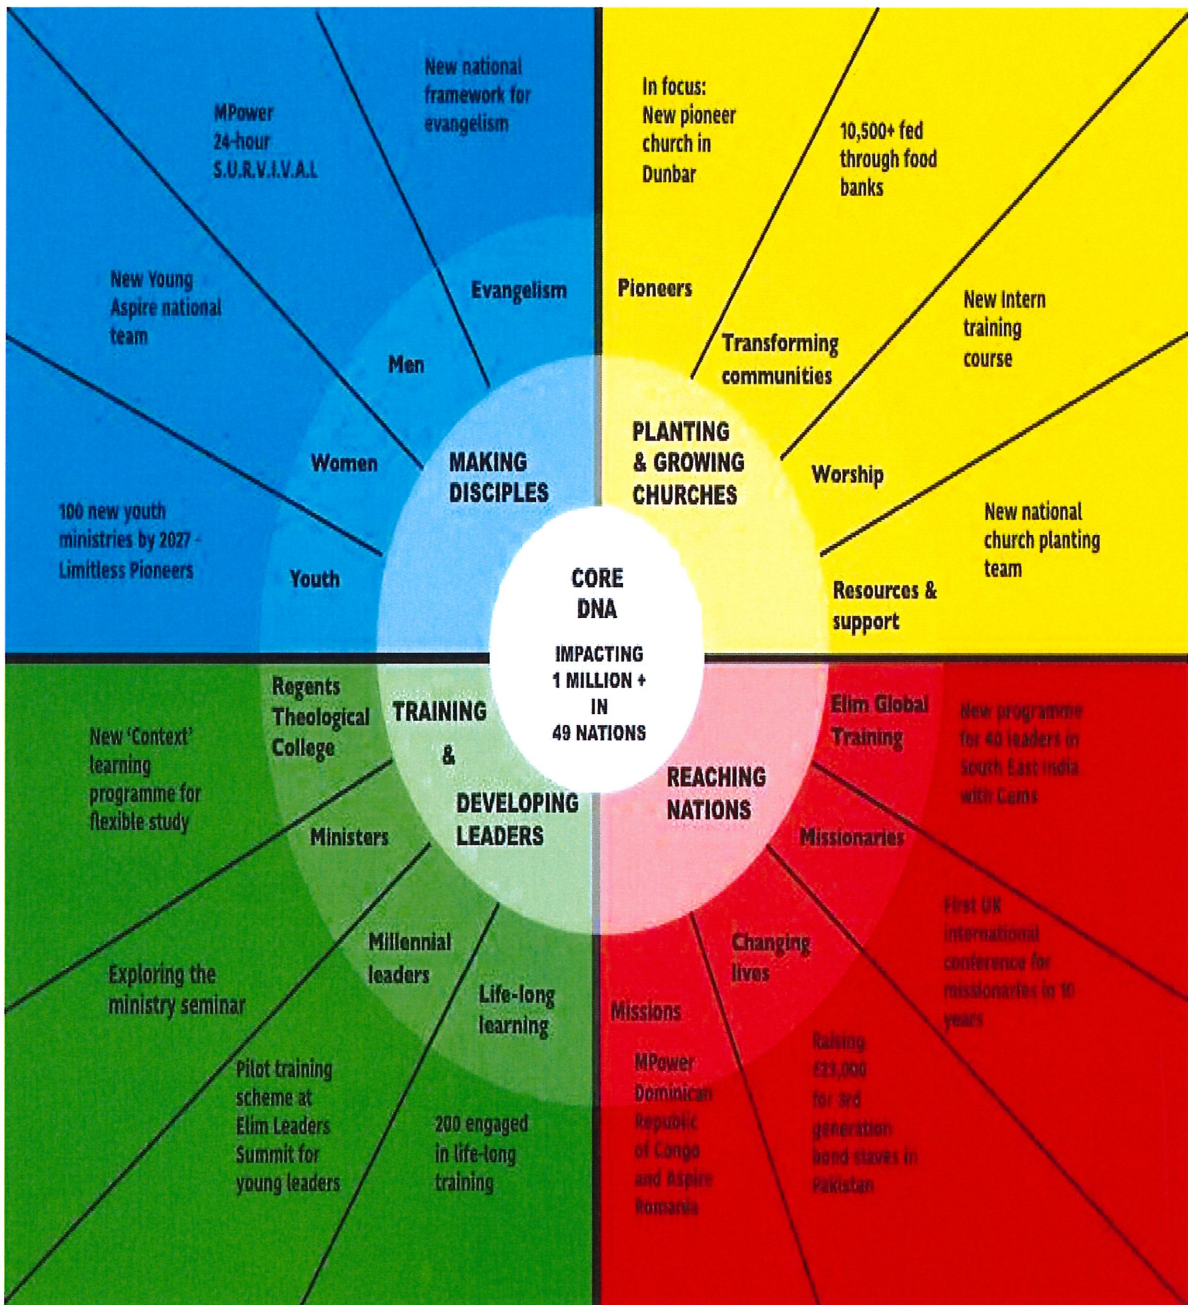 New national
framework for
evangelism
MPower
24-hour
S.U.R.V.I.V.A.L
New Young
Aspire national
team
100 new youth
ministries by 2027 -
Limitless Pioneers
Evangelism
Men
Women
Youth
MAKING
DISCIPLES
In focus:
New pioneer
church in
Dunbar
10,500+ fed
through food
banks
New Intern
training
course
New national
church planting
team
Pioneers
Transforming
communities
Worship
Resources &
support
PLANTING
& GROWING
CHURCHES
CORE
DNA
IMPACTING
1 MILLION +
IN
49 NATIONS
Regents
Theological
College
Ministers
Millennial
leaders
Life-long
learning
TRAINING
&
DEVELOPING
LEADERS
New 'Context'
learning
programme for
flexible study
Exploring the
ministry seminar
Pilot training
scheme at
Elim Leaders
Summit for
young leaders
200 engaged
in life-long
training
REACHING
NATIONS
Elim Global
Training
Missionaries
Changing
lives
Missions
New programme
for 40 leaders in
South East India
with Gems
First UK
international
conference for
missionaries in 10
years
Raising
£23,000
for 3rd
generation
bond slaves in
Pakistan
MPower
Dominican
Republic
of Congo
and Aspire
Romania